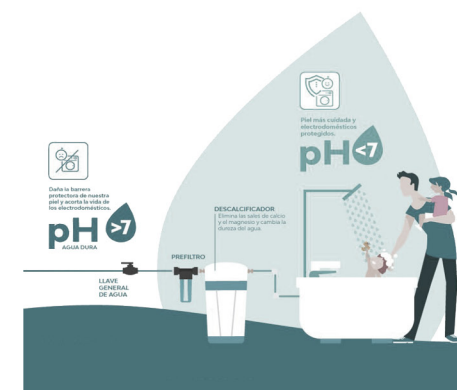 Piel más cuidada y
electrodomésticos
protegidos.
pH <7
Daña la barrera
protectora de nuestra
piel y acorta la vida de
los electrodomésticos.
pH >7
AGUA DURA
DESCALCIFICADOR
Elimina las sales de calcio
y el magnesio y cambia la
dureza del agua.
PREFILTRO
LLAVE
GENERAL
DE AGUA